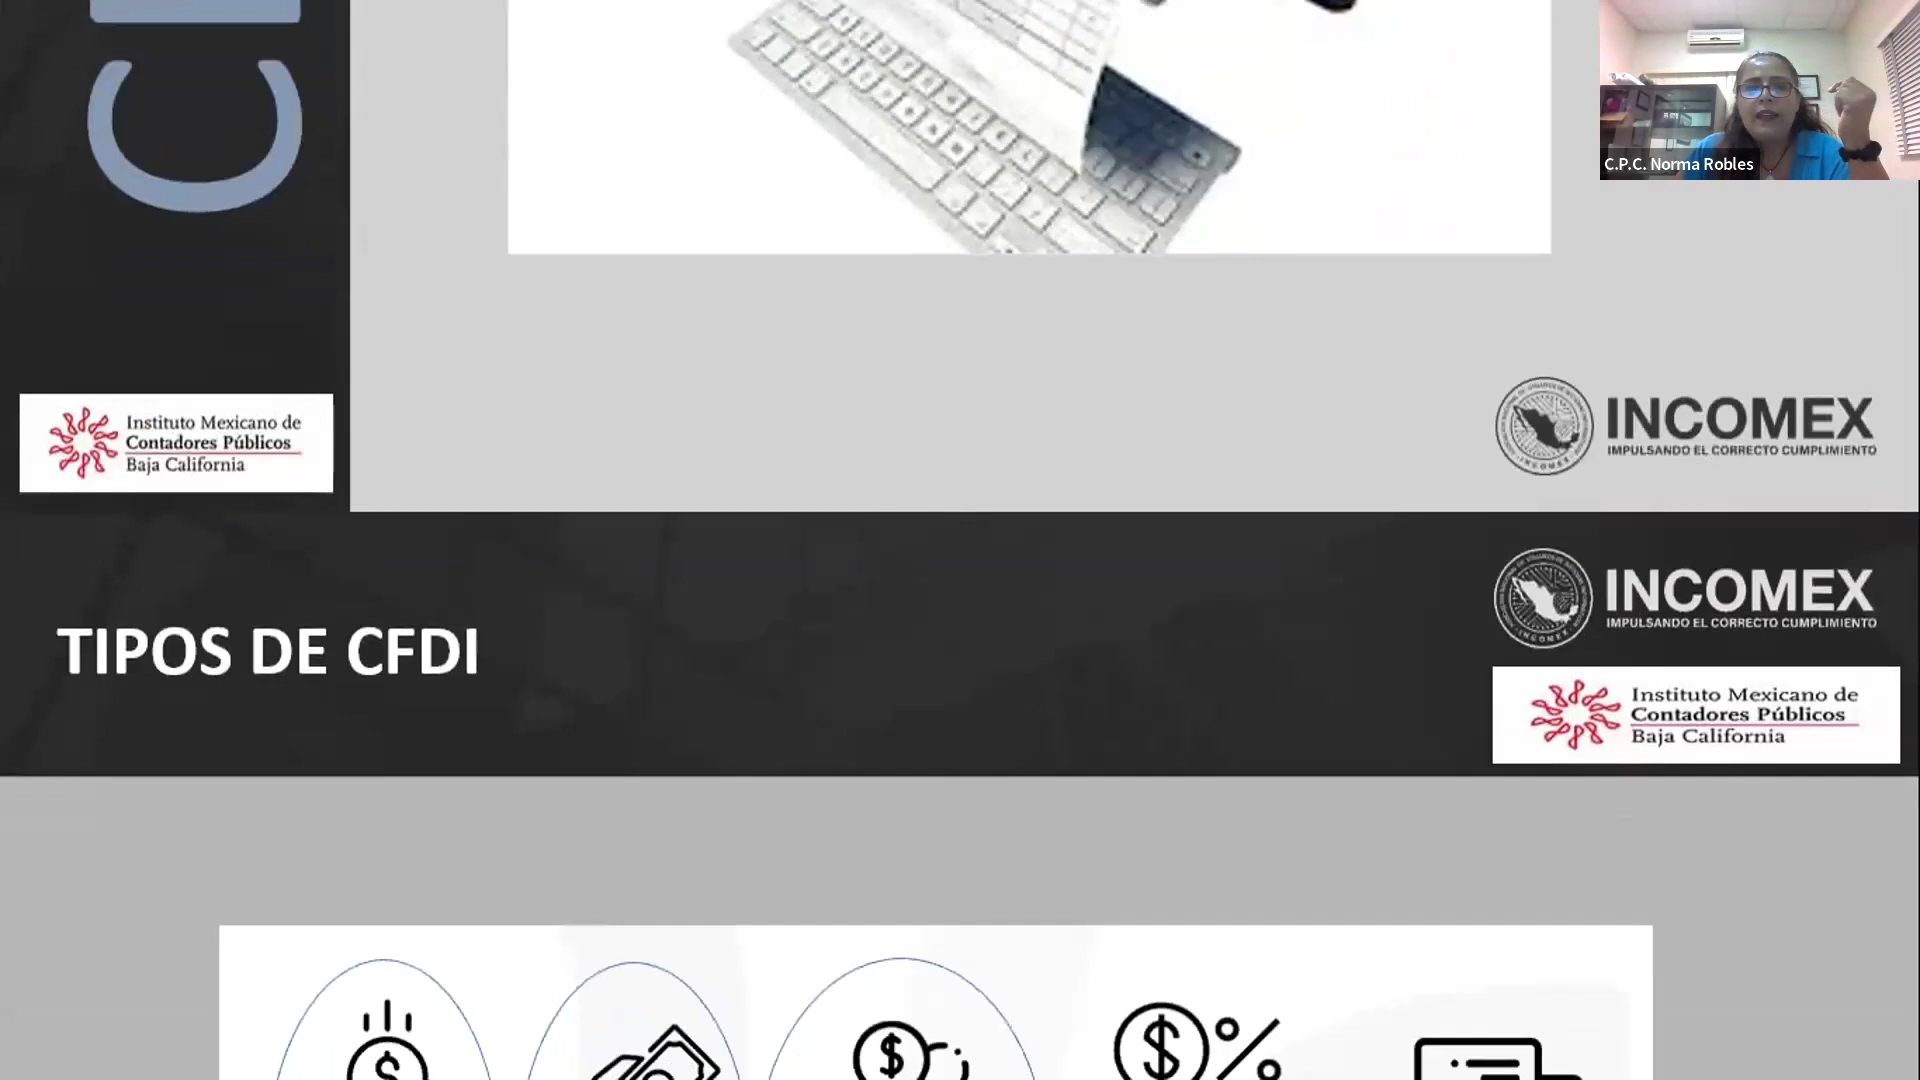 C
C.P.C. Norma Robles
Instituto Mexicano de
Contadores Públicos
Baja California
INCOMEX
IMPULSANDO EL CORRECTO CUMPLIMIENTO
TIPOS DE CFDI
INCOMEX
IMPULSANDO EL CORRECTO CUMPLIMIENTO
Instituto Mexicano de
Contadores Públicos
Baja California
$
$
$ %